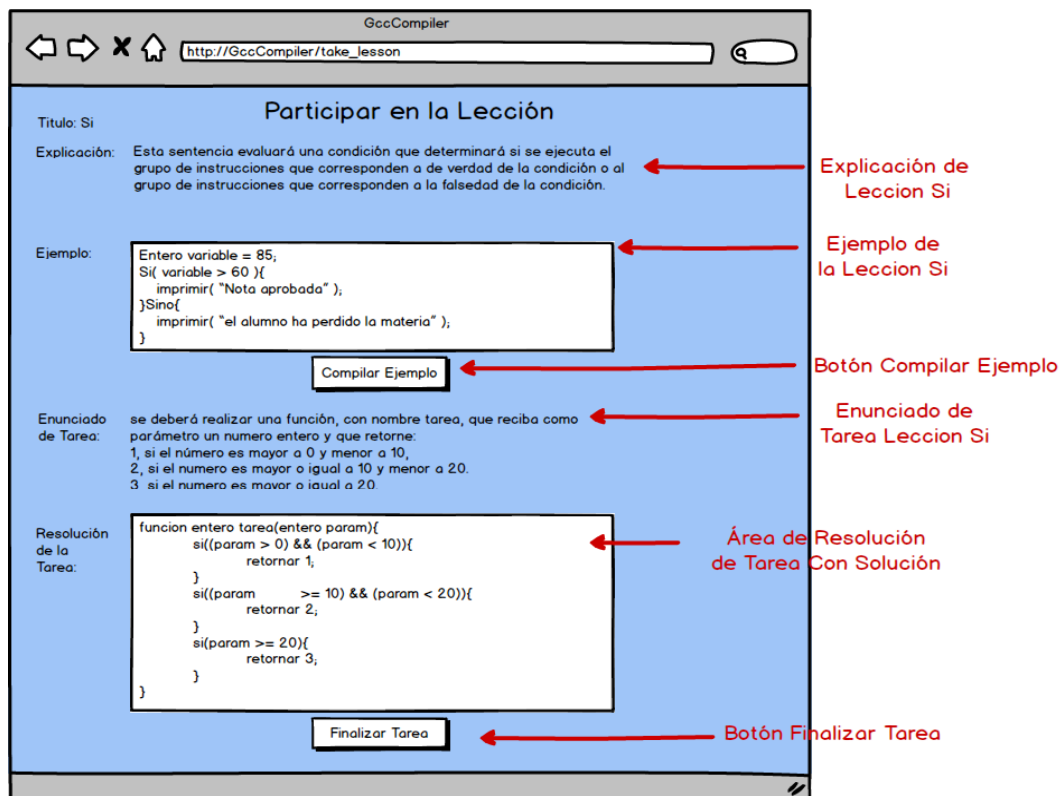 GccCompiler
http://GccCompiler/take_lesson
Participar en la Lección
Titulo: Si
Explicación:
Esta sentencia evaluará una condición que determinará si se ejecuta el
grupo de instrucciones que corresponden a de verdad de la condición o al
grupo de instrucciones que corresponden a la falsedad de la condición.
Explicación de
Leccion Si
Ejemplo:
Entero variable = 85;
Si( variable > 60 ){
imprimir( "Nota aprobada" );
}Sino{
imprimir( "el alumno ha perdido la materia" );
}
Ejemplo de
la Leccion Si
Compilar Ejemplo
Botón Compilar Ejemplo
Enunciado
de Tarea:
se deberá realizar una función, con nombre tarea, que reciba como
parámetro un numero entero y que retorne:
1, si el número es mayor a 0 y menor a 10,
2, si el numero es mayor o igual a 10 y menor a 20.
3, si el numero es mayor o igual a 20.
Enunciado de
Tarea Leccion Si
Resolución
de la
Tarea:
funcion entero tarea(entero param){
si((param > 0) && (param < 10)){
retornar 1;
}
si((param >= 10) && (param < 20)){
retornar 2;
}
si(param >= 20){
retornar 3;
}
}
Área de Resolución
de Tarea Con Solución
Finalizar Tarea
Botón Finalizar Tarea